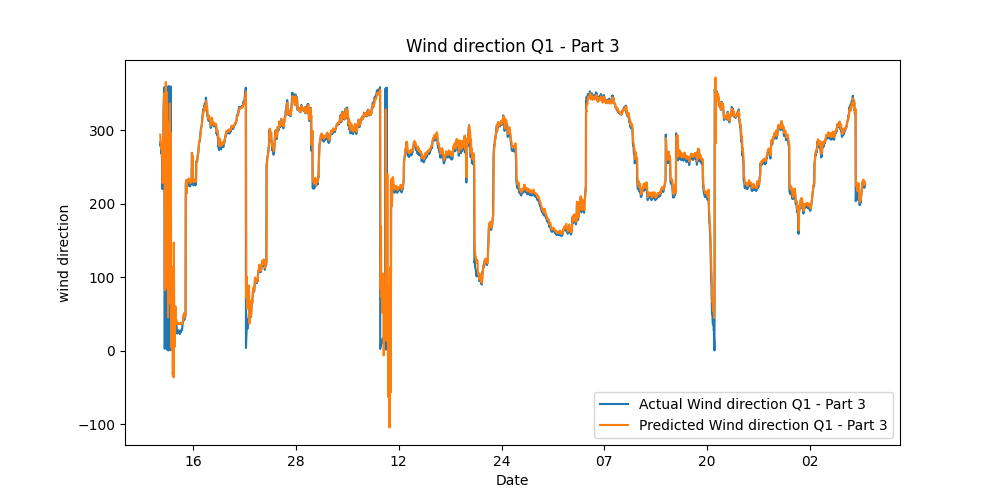 Wind direction Q1 - Part 3
300
200
100
0
−100
wind direction
16
28
12
24
07
20
02
Date
Actual Wind direction Q1 - Part 3
Predicted Wind direction Q1 - Part 3